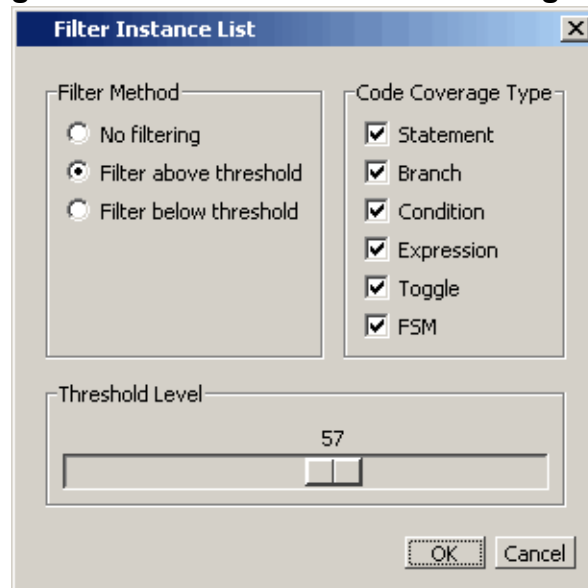 Filter Instance List
Filter Method
No filtering
Filter above threshold
Filter below threshold
Code Coverage Type
Statement
Branch
Condition
Expression
Toggle
FSM
Threshold Level
57
OK
Cancel